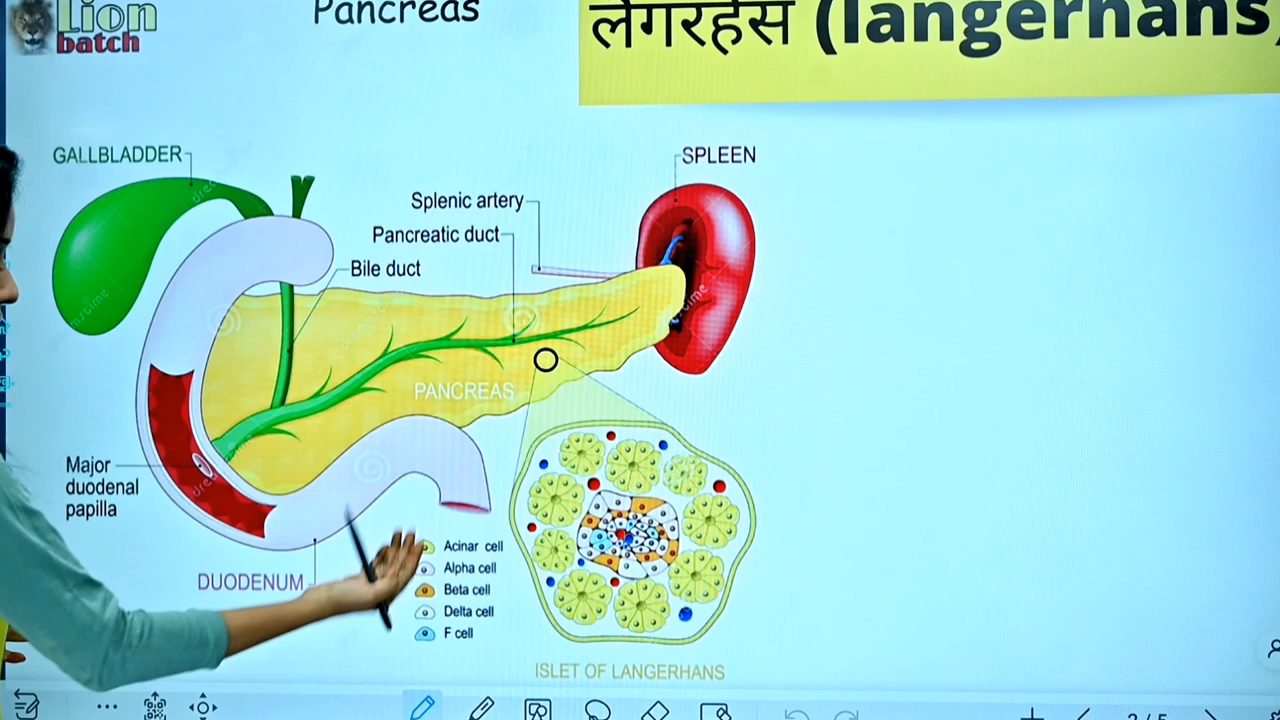 Lion
batch
Pancreas
लैंगरहैंस (langerhans)
GALLBLADDER
SPLEEN
Splenic artery
Pancreatic duct
Bile duct
PANCREAS
Major
duodenal
papilla
DUODENUM
Acinar cell
Alpha cell
Beta cell
Delta cell
F cell
ISLET OF LANGERHANS